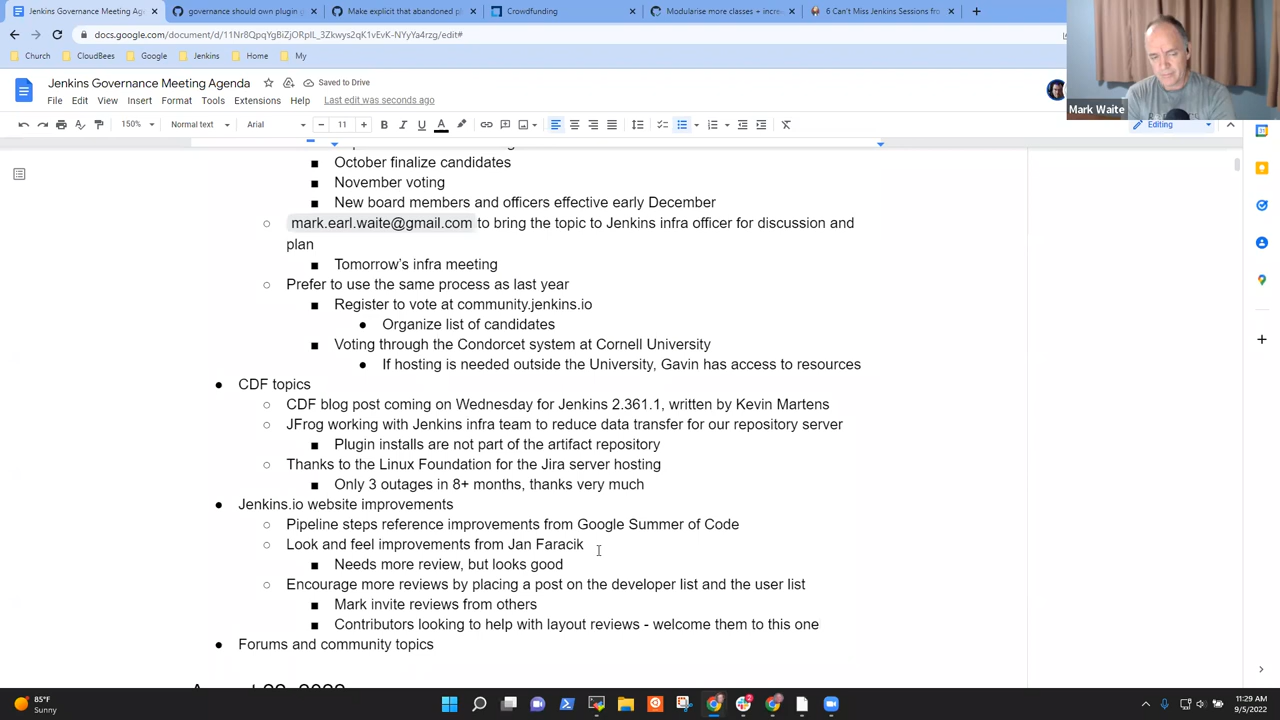 Jenkins Governance Meeting Age
governance should own plugin g
Make explicit that abandoned p
Crowdfunding
Modularise more classes + incre
6 Can't Miss Jenkins Sessions fro
docs.google.com/document/d/11Nr8QpqYgBiZjORpIL_3Zkwys2qK1vEvK-NYyYa4rzg/edit#
Church
CloudBees
Google
Jenkins
Home
My
Jenkins Governance Meeting Agenda
Saved to Drive
File Edit View Insert Format Tools Extensions Help Last edit was seconds ago
150% Normal text Arial 11 Editing
Mark Waite
October finalize candidates
November voting
New board members and officers effective early December
mark.earl.waite@gmail.com to bring the topic to Jenkins infra officer for discussion and
plan
Tomorrow's infra meeting
Prefer to use the same process as last year
Register to vote at community.jenkins.io
Organize list of candidates
Voting through the Condorcet system at Cornell University
If hosting is needed outside the University, Gavin has access to resources
CDF topics
CDF blog post coming on Wednesday for Jenkins 2.361.1, written by Kevin Martens
JFrog working with Jenkins infra team to reduce data transfer for our repository server
Plugin installs are not part of the artifact repository
Thanks to the Linux Foundation for the Jira server hosting
Only 3 outages in 8+ months, thanks very much
Jenkins.io website improvements
Pipeline steps reference improvements from Google Summer of Code
Look and feel improvements from Jan Faracik
Needs more review, but looks good
Encourage more reviews by placing a post on the developer list and the user list
Mark invite reviews from others
Contributors looking to help with layout reviews - welcome them to this one
Forums and community topics
85°F
Sunny
11:29 AM
9/5/2022